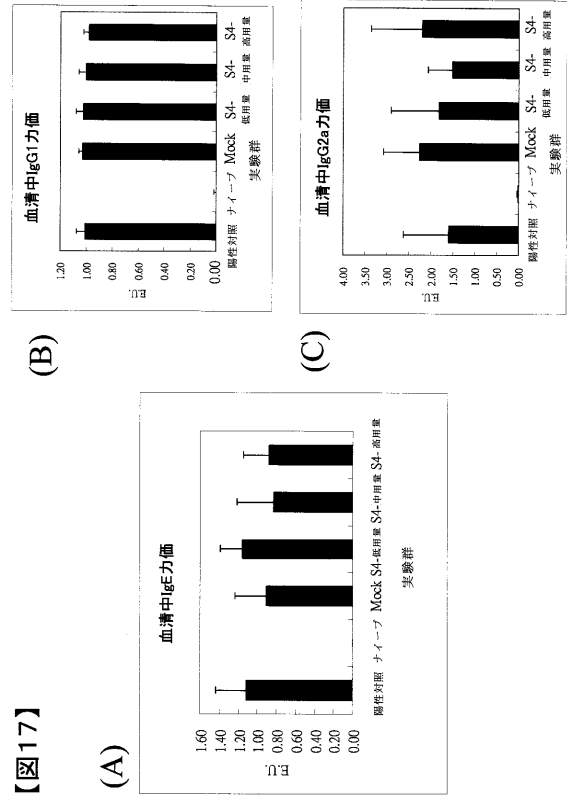 【図17】
(A)
血清中IgE力価
E.U.
1.60
1.40
1.20
1.00
0.80
0.60
0.40
0.20
0.00
陽性対照 ナイーブ Mock S4-低用量 S4-中用量 S4-高用量
実験群
(B)
血清中IgG1力価
E.U.
1.20
1.00
0.80
0.60
0.40
0.20
0.00
陽性対照 ナイーブ Mock S4- S4- S4-
低用量 中用量 高用量
実験群
(C)
血清中IgG2a力価
E.U.
4.00
3.50
3.00
2.50
2.00
1.50
1.00
0.50
0.00
陽性対照 ナイーブ Mock S4- S4- S4-
低用量 中用量 高用量
実験群